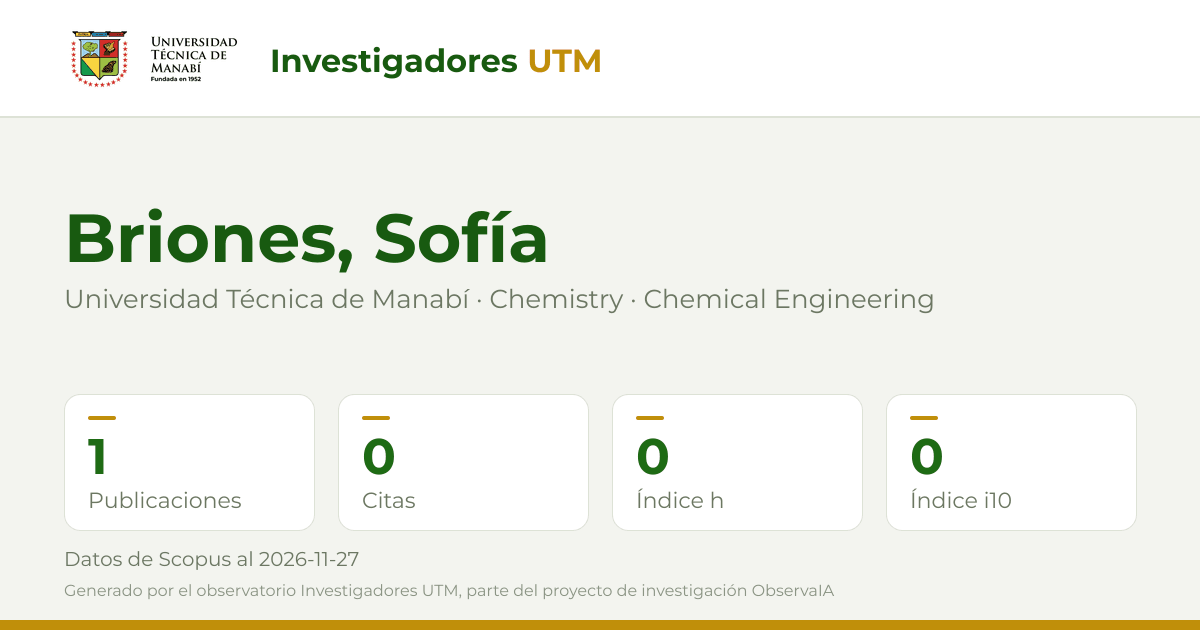 UNIVERSIDAD
TÉCNICA DE
MANABÍ
Fundada en 1952
Investigadores UTM
Briones, Sofía
Universidad Técnica de Manabí · Chemistry · Chemical Engineering
1
Publicaciones
0
Citas
0
Índice h
0
Índice i10
Datos de Scopus al 2026-11-27
Generado por el observatorio Investigadores UTM, parte del proyecto de investigación ObservaIA